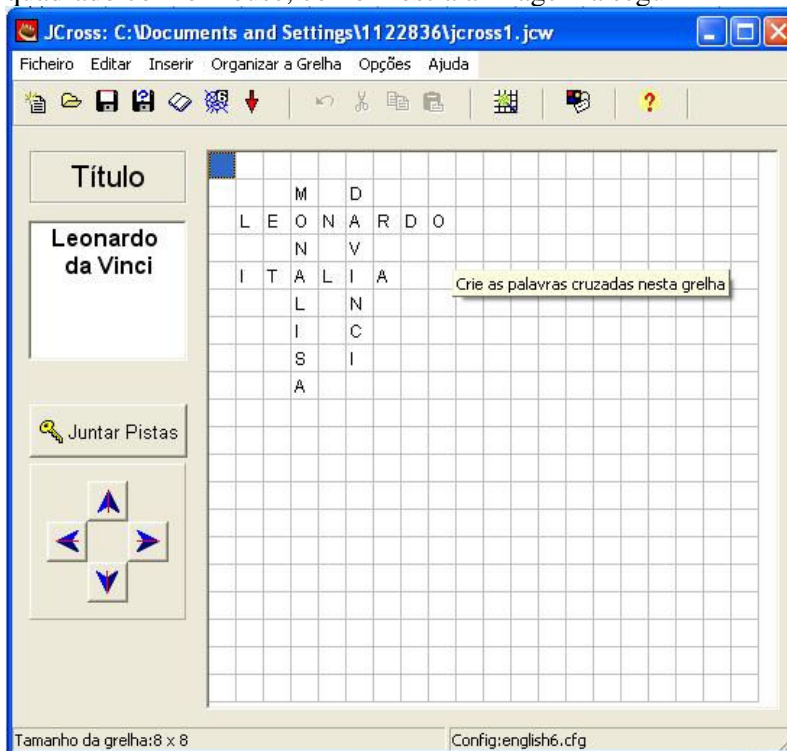 JCross: C:\Documents and Settings\1122836\jcross1.jcw
Ficheiro Editar Inserir Organizar a Grelha Opções Ajuda
Título
Leonardo
da Vinci
M D
L E O N A R D O
N V
I T A L I A
L N
I C
S I
A
Crie as palavras cruzadas nesta grelha
Juntar Pistas
Tamanho da grelha:8 x 8 Config:english6.cfg